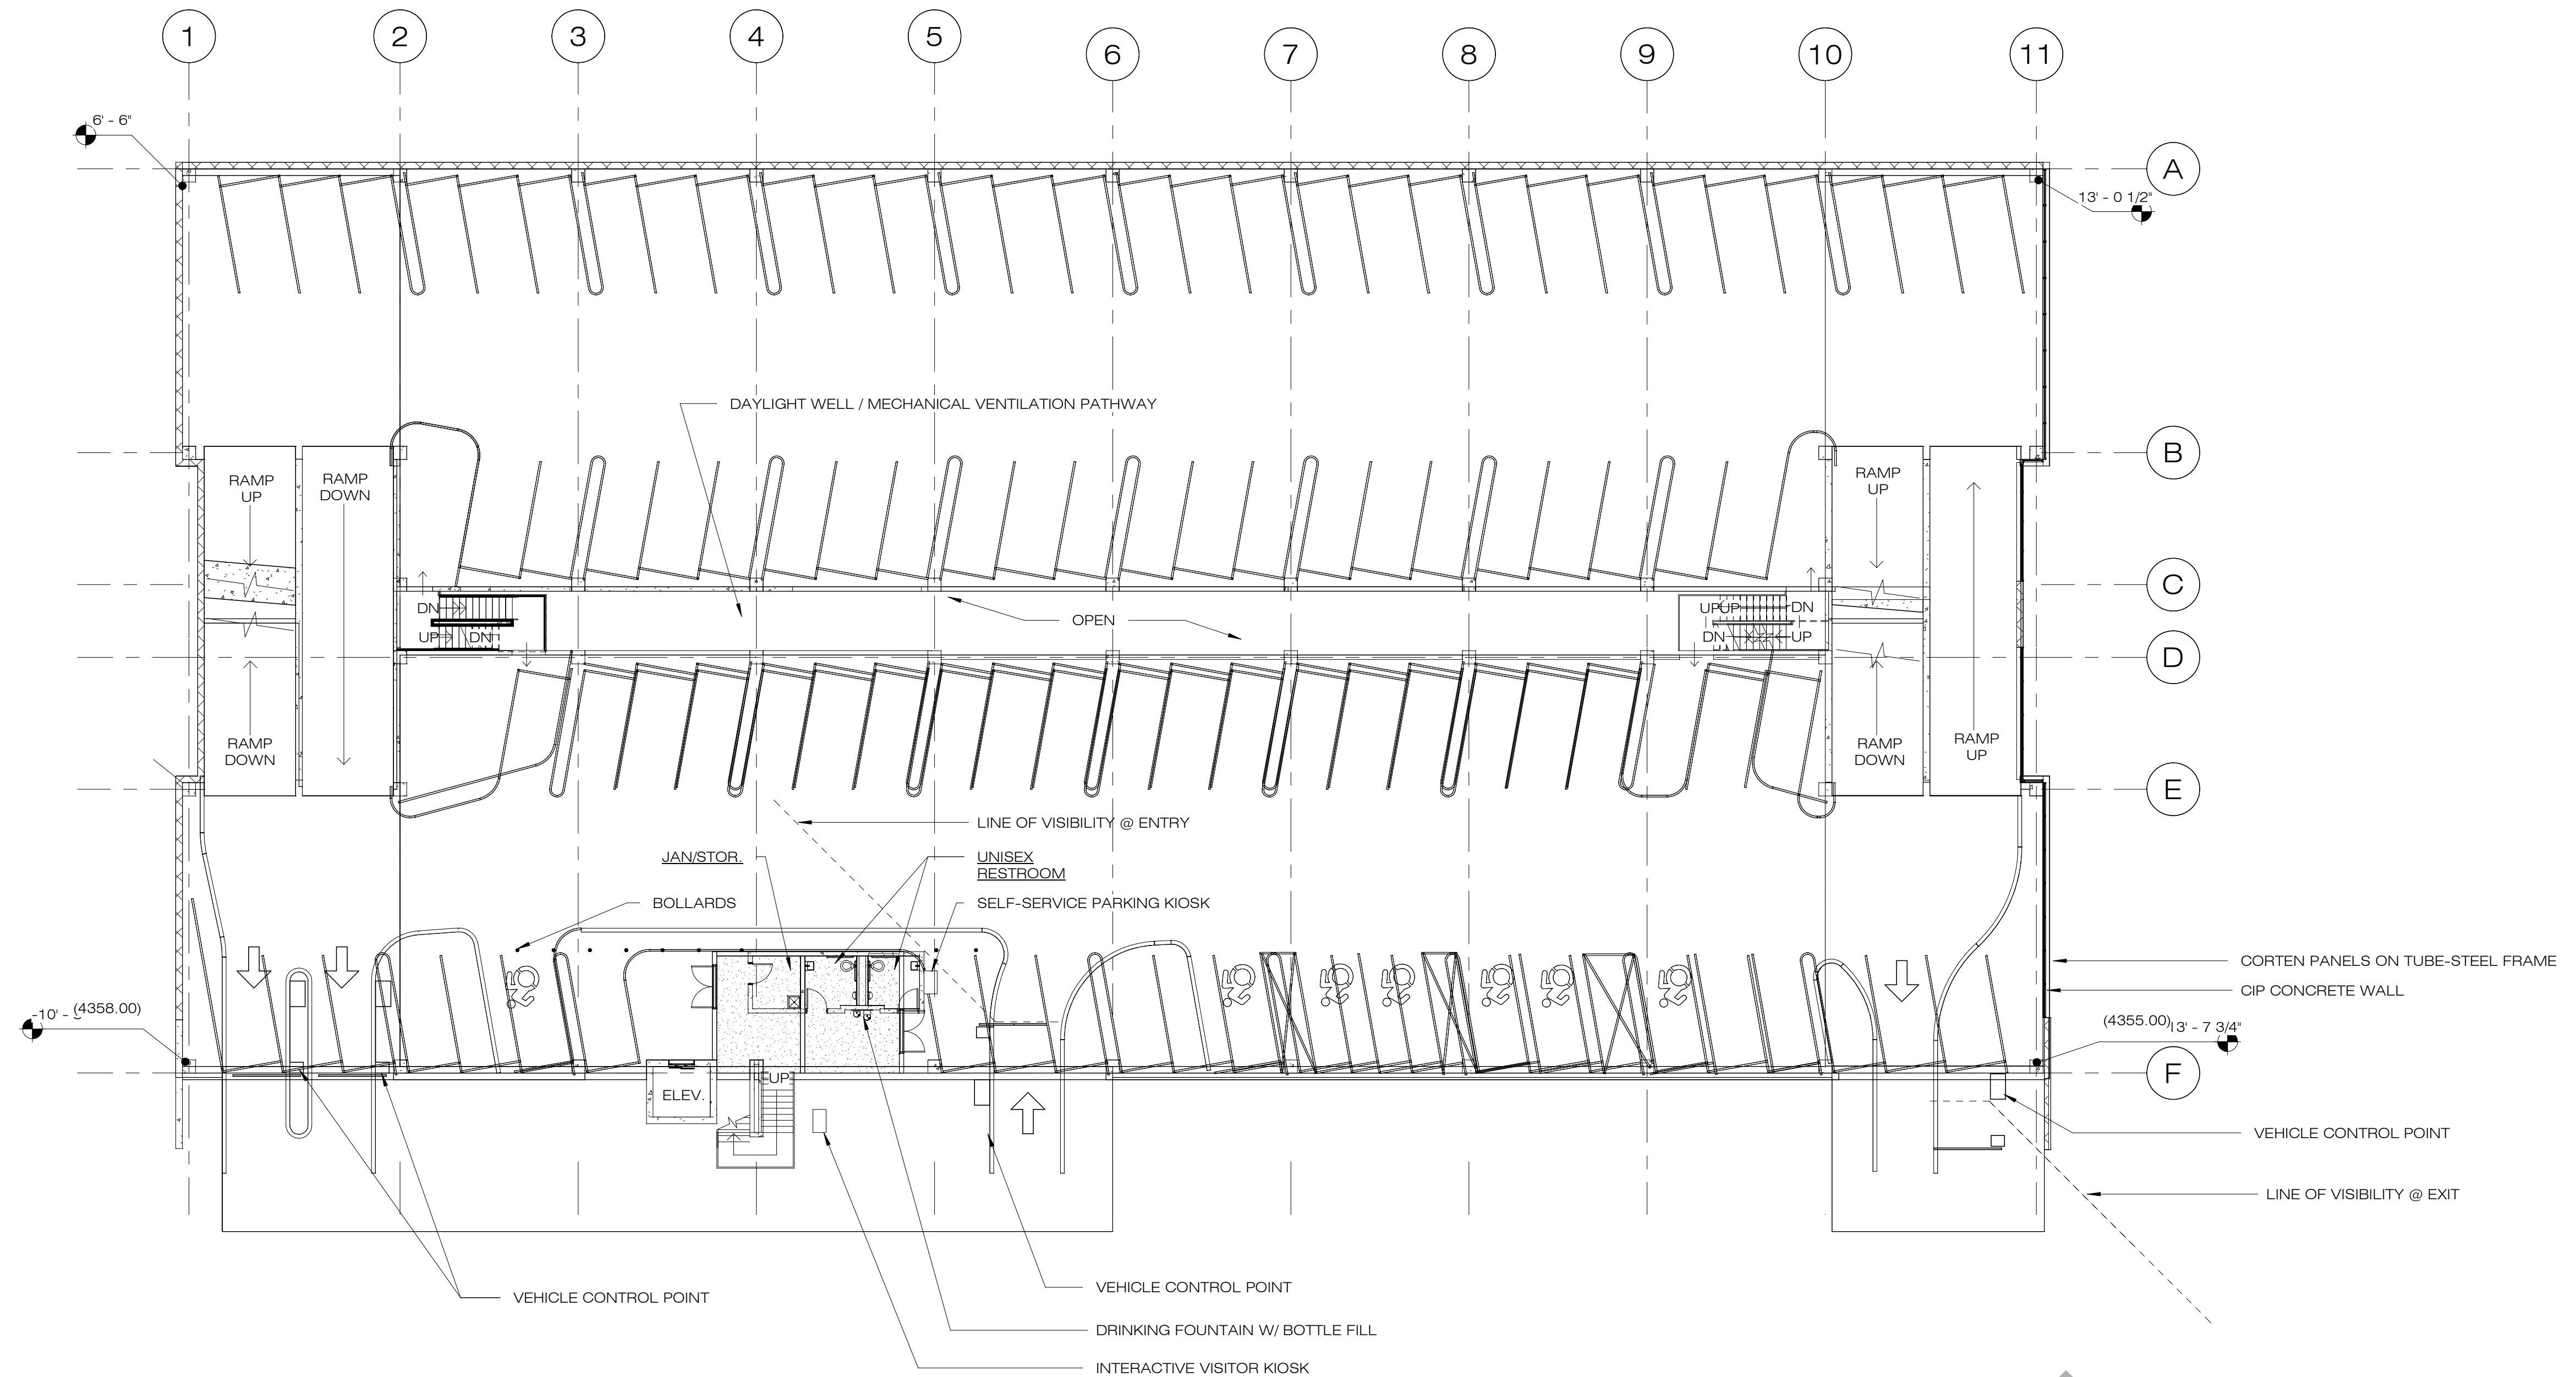 1
2
3
4
5
6
7
8
9
10
11
6' - 6"
A
13' - 0 1/2"
DAYLIGHT WELL / MECHANICAL VENTILATION PATHWAY
B
RAMP
UP
RAMP
DOWN
RAMP
UP
C
DN
UP
DN
OPEN
UP
UP
DN
DN
UP
D
RAMP
DOWN
RAMP
DOWN
RAMP
UP
E
LINE OF VISIBILITY @ ENTRY
JAN/STOR.
UNISEX
RESTROOM
BOLLARDS
SELF-SERVICE PARKING KIOSK
CORTEN PANELS ON TUBE-STEEL FRAME
CIP CONCRETE WALL
-10' -
(4358.00)
(4355.00)
13' - 7 3/4"
F
UP
ELEV.
VEHICLE CONTROL POINT
LINE OF VISIBILITY @ EXIT
VEHICLE CONTROL POINT
VEHICLE CONTROL POINT
DRINKING FOUNTAIN W/ BOTTLE FILL
INTERACTIVE VISITOR KIOSK